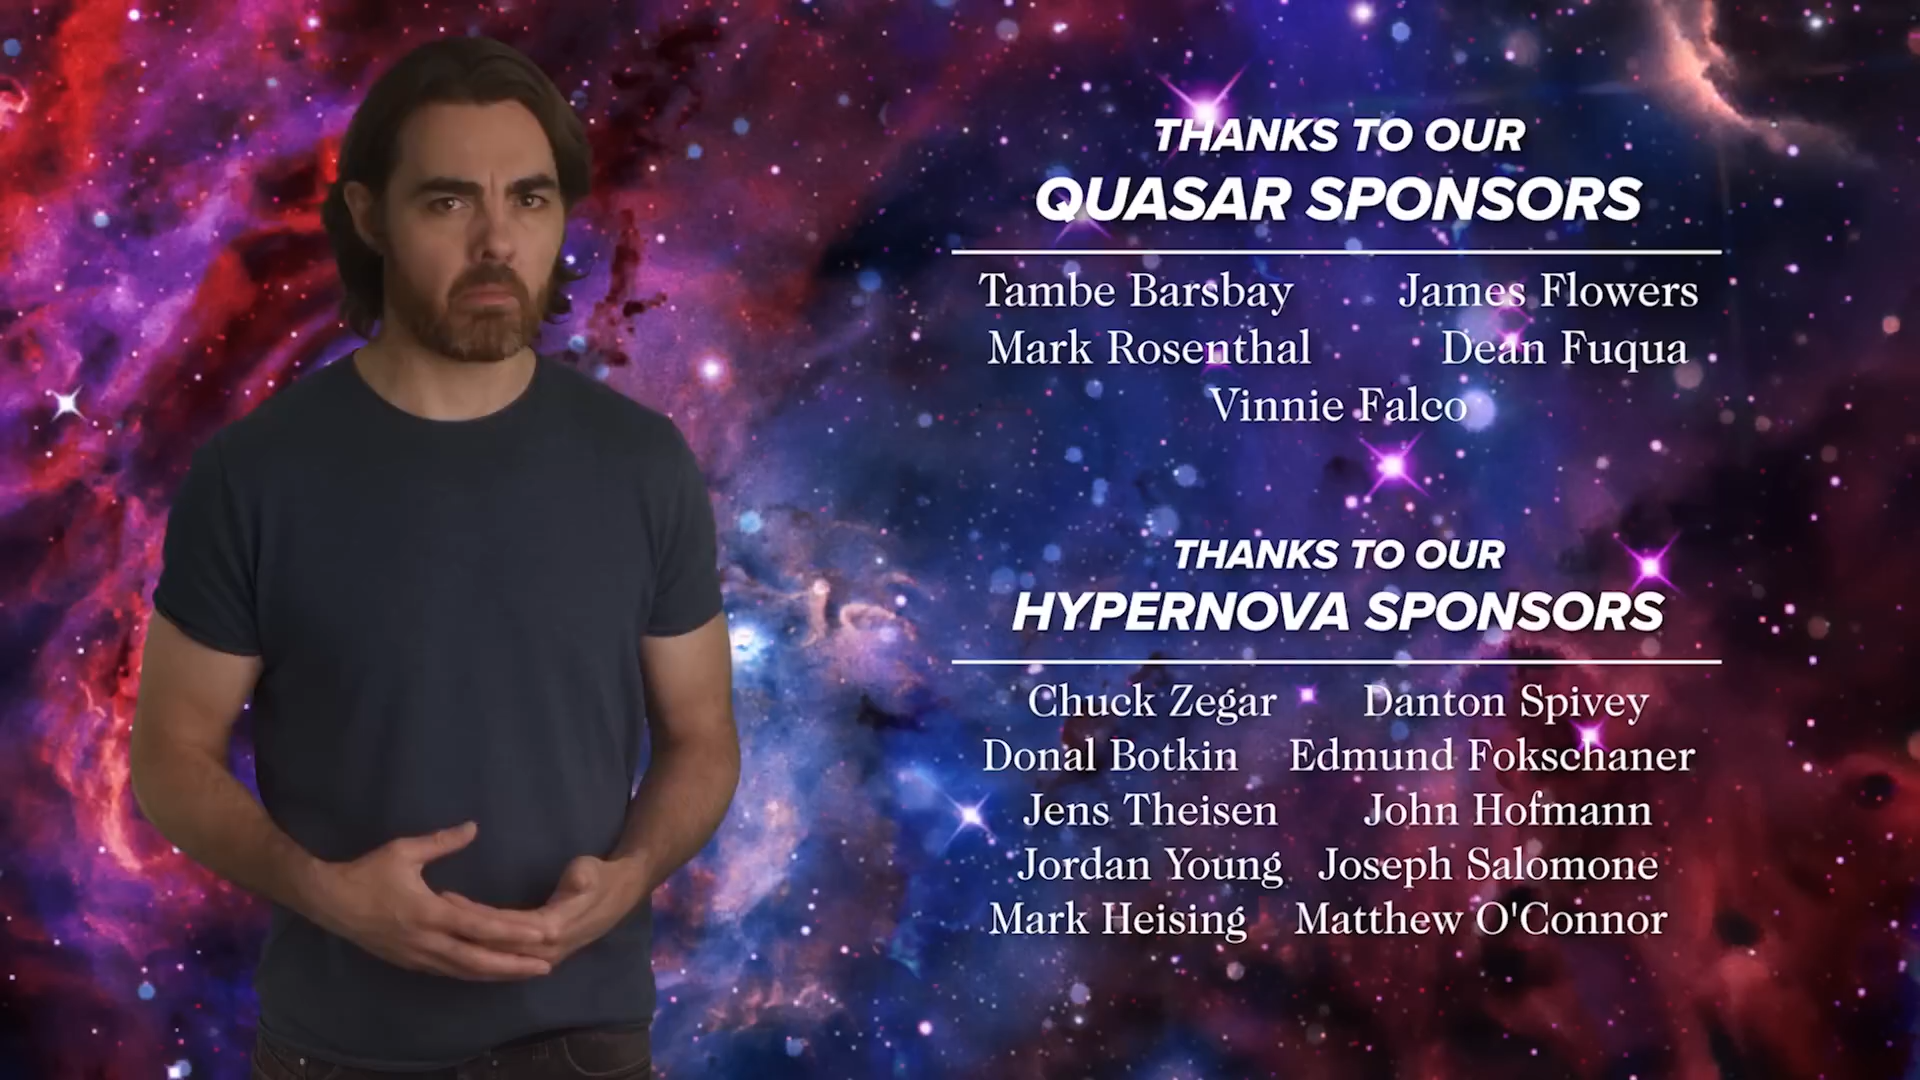 THANKS TO OUR
QUASAR SPONSORS
Tambe Barsbay James Flowers
Mark Rosenthal Dean Fuqua
Vinnie Falco
THANKS TO OUR
HYPERNOVA SPONSORS
Chuck Zegar Danton Spivey
Donal Botkin Edmund Fokschaner
Jens Theisen John Hofmann
Jordan Young Joseph Salomone
Mark Heising Matthew O'Connor